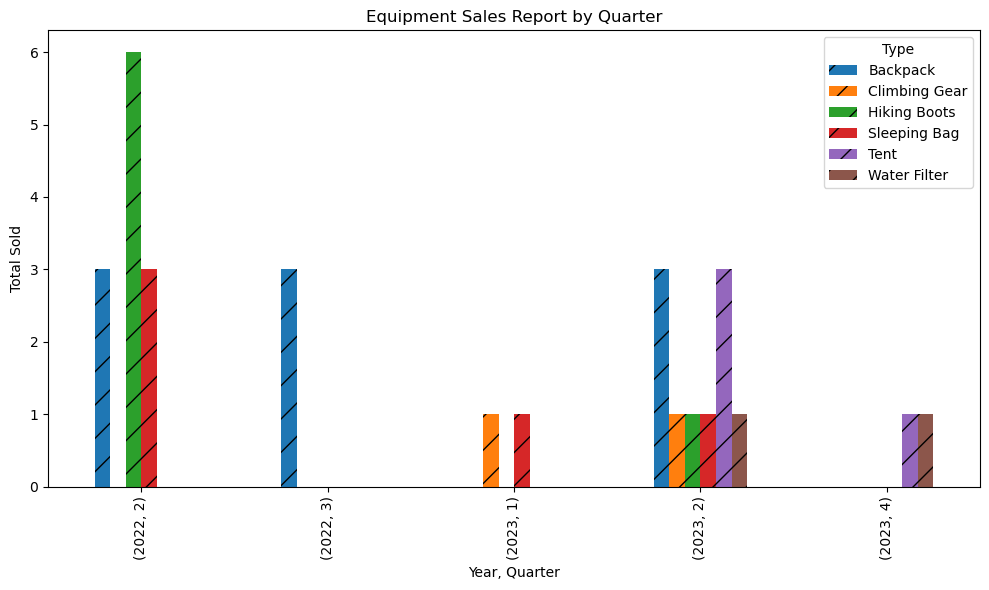 Equipment Sales Report by Quarter
Type
Backpack
Climbing Gear
Hiking Boots
Sleeping Bag
Tent
Water Filter
Total Sold
6
5
4
3
2
1
0
(2022, 2)
(2022, 3)
(2023, 1)
(2023, 2)
(2023, 4)
Year, Quarter